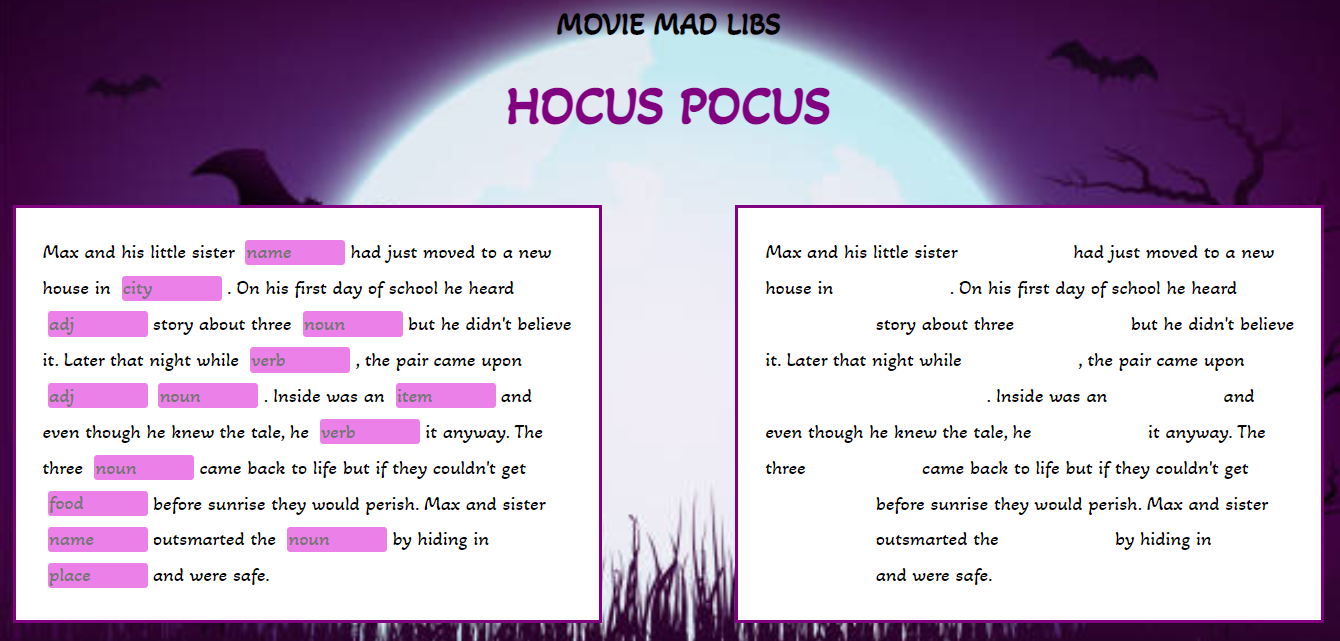 MOVIE MAD LIBS
HOCUS POCUS
Max and his little sister name had just moved to a new
house in city . On his first day of school he heard
adj story about three noun but he didn't believe
it. Later that night while verb , the pair came upon
adj noun . Inside was an item and
even though he knew the tale, he verb it anyway. The
three noun came back to life but if they couldn't get
food before sunrise they would perish. Max and sister
name outsmarted the noun by hiding in
place and were safe.
Max and his little sister had just moved to a new
house in . On his first day of school he heard
story about three but he didn't believe
it. Later that night while , the pair came upon
. Inside was an and
even though he knew the tale, he it anyway. The
three came back to life but if they couldn't get
before sunrise they would perish. Max and sister
outsmarted the by hiding in
and were safe.